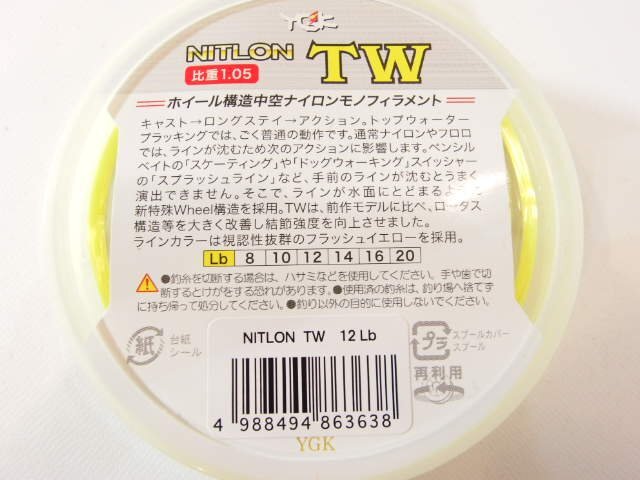 YGK
NITLON TW
比重1.05
ホイール構造中空ナイロンモノフィラメント
キャスト→ロングステイ→アクション。トップウォーター
プラッキングでは、ごく普通の動作です。通常ナイロンやフロロ
では、ラインが沈むため次のアクションに影響します。ペンシル
ベイトの「スケーティング」や「ドッグウォーキング」スイッシャー
の「スプラッシュライン」など、手前のラインが沈むとうまく
演出できません。そこで、ラインが水面にとどまるように
新特殊Wheel構造を採用。TWは、前作モデルに比べ、ロータス
構造等を大きく改善し結節強度を向上させました。
ラインカラーは視認性抜群のフラッシュイエローを採用。
Lb 8 10 12 14 16 20
●釣糸を切断する場合は、ハサミなどを使用してください。手や歯で切
断するとけがをする恐れがあります。●使用済の釣糸は、釣り場へ捨てず
に持ち帰って処分してください。●釣り以外の目的に使用しないでください。
紙 台紙
シール
プラ スプールカバー
スプール
再利用
NITLON TW 12 Lb
4 988494 863638
YGK